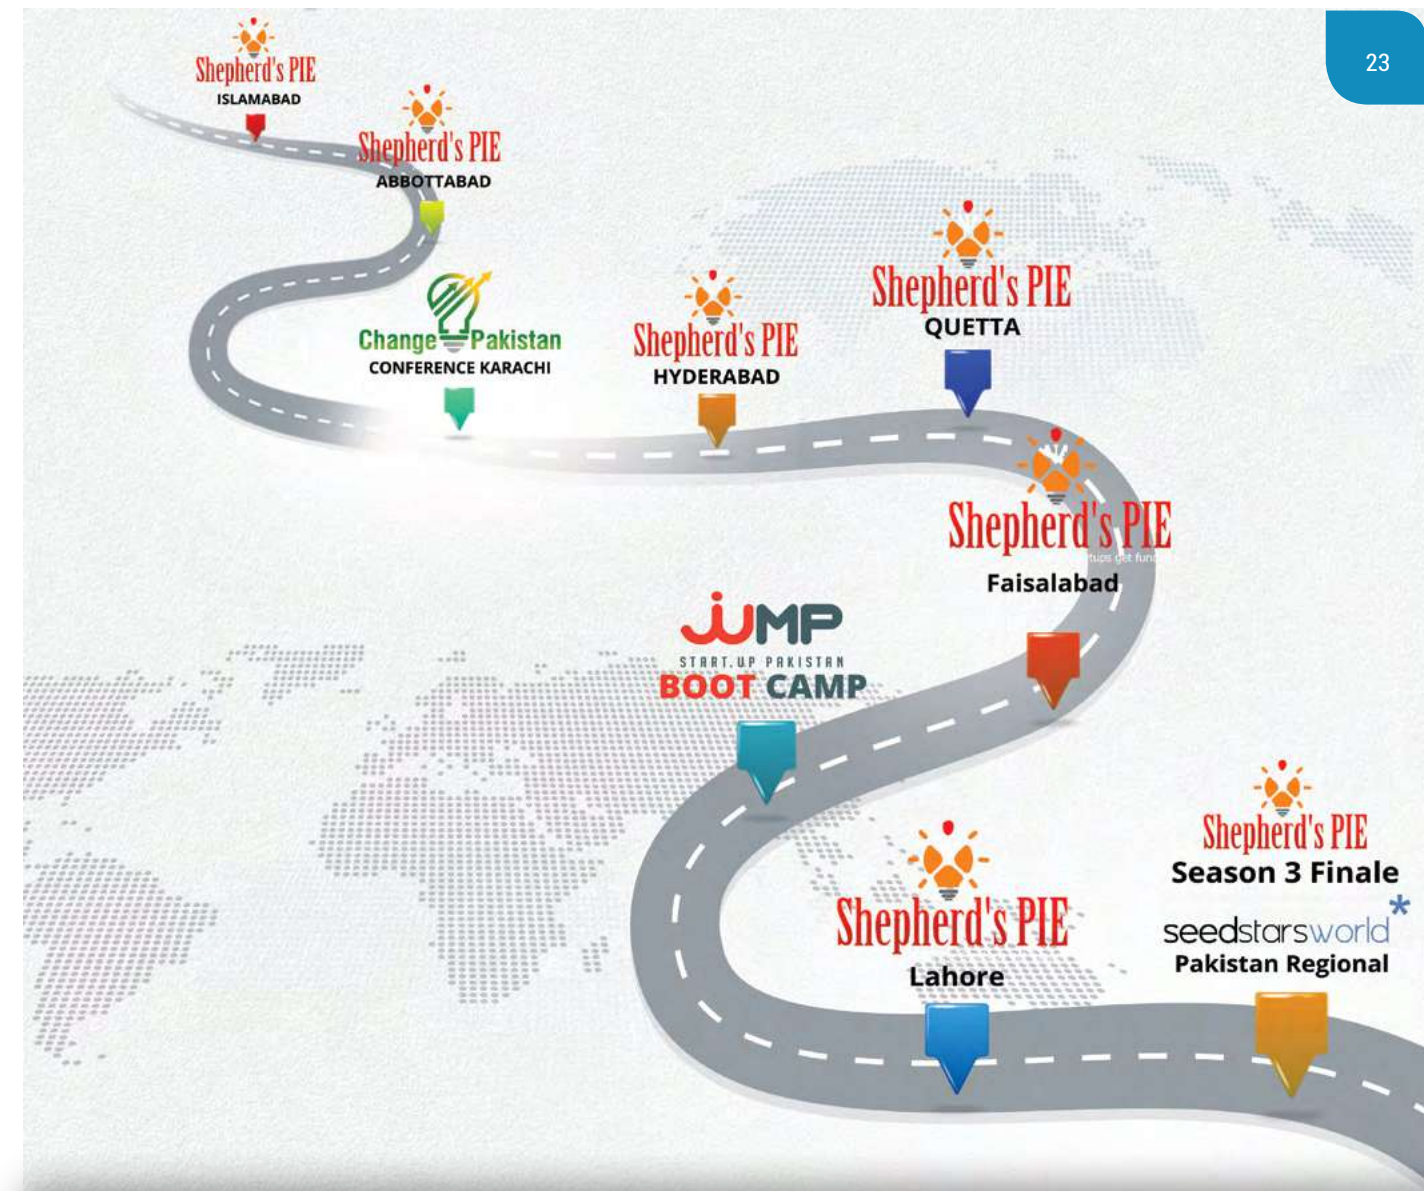 23
Shepherd's PIE
ISLAMABAD
Shepherd's PIE
ABBOTTABAD
Change Pakistan
CONFERENCE KARACHI
Shepherd's PIE
HYDERABAD
Shepherd's PIE
QUETTA
Shepherd's PIE
get
Faisalabad
JUMP
START.UP PAKISTAN
BOOT CAMP
Shepherd's PIE
Lahore
Shepherd's PIE
Season 3 Finale
seedstarsworld*
Pakistan Regional